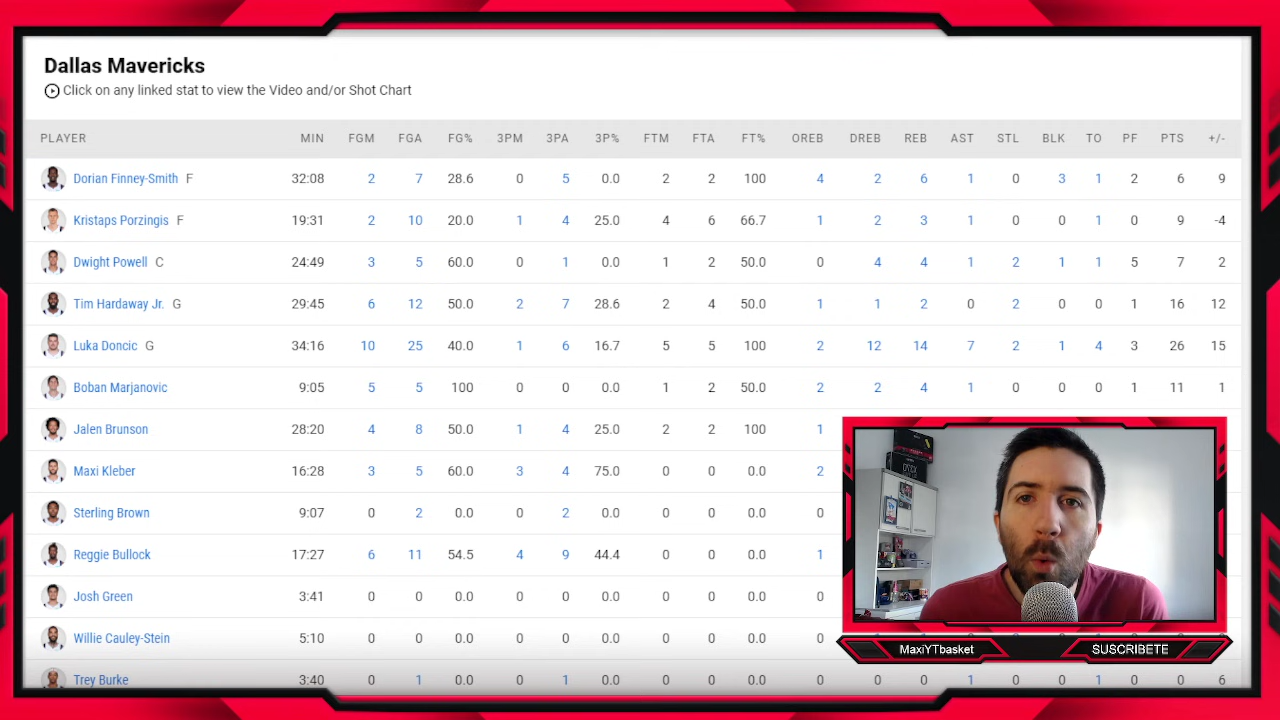 Dallas Mavericks
Click on any linked stat to view the Video and/or Shot Chart
PLAYER MIN FGM FGA FG% 3PM 3PA 3P% FTM FTA FT% OREB DREB REB AST STL BLK TO PF PTS +/-
Dorian Finney-Smith F 32:08 2 7 28.6 0 5 0.0 2 2 100 4 2 6 1 0 3 1 2 6 9
Kristaps Porzingis F 19:31 2 10 20.0 1 4 25.0 4 6 66.7 1 2 3 1 0 0 1 0 9 -4
Dwight Powell C 24:49 3 5 60.0 0 1 0.0 1 2 50.0 0 4 4 1 2 1 1 5 7 2
Tim Hardaway Jr. G 29:45 6 12 50.0 2 7 28.6 2 4 50.0 1 1 2 0 2 0 0 1 16 12
Luka Doncic G 34:16 10 25 40.0 1 6 16.7 5 5 100 2 12 14 7 2 1 4 3 26 15
Boban Marjanovic 9:05 5 5 100 0 0 0.0 1 2 50.0 2 2 4 1 0 0 0 1 11 1
Jalen Brunson 28:20 4 8 50.0 1 4 25.0 2 2 100 1
Maxi Kleber 16:28 3 5 60.0 3 4 75.0 0 0 0.0 2
Sterling Brown 9:07 0 2 0.0 0 2 0.0 0 0 0.0 0
Reggie Bullock 17:27 6 11 54.5 4 9 44.4 0 0 0.0 1
Josh Green 3:41 0 0 0.0 0 0 0.0 0 0 0.0 0
Willie Cauley-Stein 5:10 0 0 0.0 0 0 0.0 0 0 0.0 0
Trey Burke 3:40 0 1 0.0 0 1 0.0 0 0 0.0 0 0 0 1 0 0 1 0 0 6
MaxiYTbasket
SUSCRIBETE